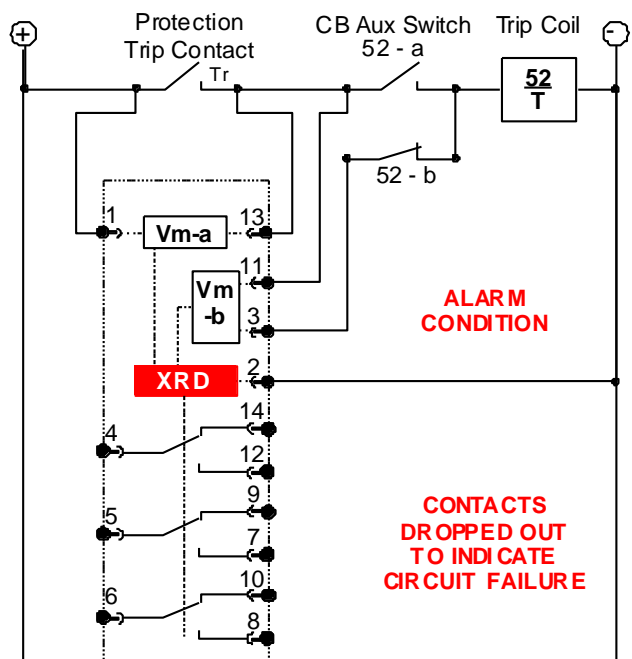 +
Protection
Trip Contact
CB Aux Switch
52 - a
Trip Coil
-
Tr
52
T
52 - b
1
Vm-a
13
11
Vm
-b
3
ALARM
CONDITION
XRD
2
4
14
12
5
9
7
CONTACTS
DROPPED OUT
TO INDICATE
CIRCUIT FAILURE
6
10
8